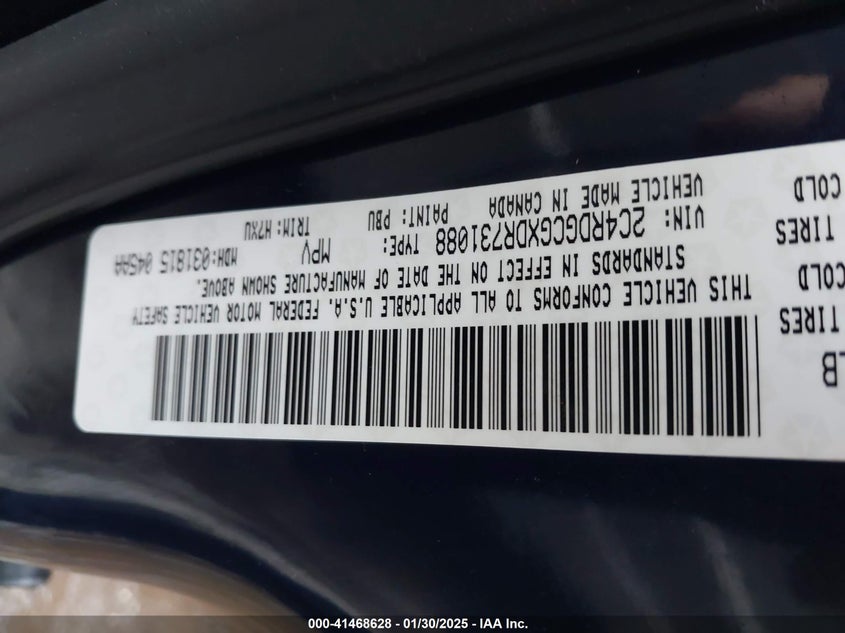 LB
TIRES
COLD
TIRES
COLD
THIS VEHICLE CONFORMS TO ALL APPLICABLE U.S.A. FEDERAL MOTOR VEHICLE SAFETY
STANDARDS IN EFFECT ON THE DATE OF MANUFACTURE SHOWN ABOVE.
VIN: 2C4RDGCGXDR731088 TYPE: MPV MDH:031815 045AA
VEHICLE MADE IN CANADA PAINT: PBU TRIM: H7XU
000-41468628 - 01/30/2025 - IAA Inc.